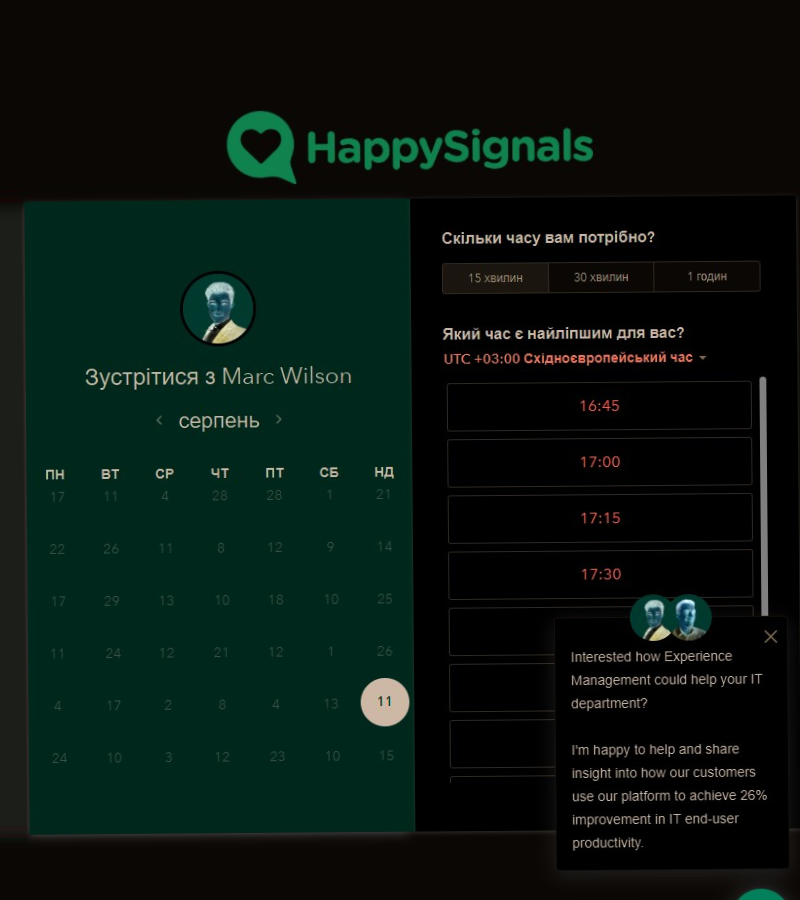 HappySignals
Зустрітися з Marc Wilson
серпень
ПН ВТ СР ЧТ ПТ СБ НД
17 11 4 28 28 1 21
22 26 11 8 12 9 14
17 29 13 10 18 10 25
11 24 12 21 12 1 26
4 17 2 8 4 13 11
24 10 3 12 23 10 15
Скільки часу вам потрібно?
15 хвилин 30 хвилин 1 годин
Який час є найліпшим для вас?
UTC +03:00 Східноєвропейський час
16:45
17:00
17:15
17:30
Interested how Experience
Management could help your IT
department?
I'm happy to help and share
insight into how our customers
use our platform to achieve 26%
improvement in IT end-user
productivity.